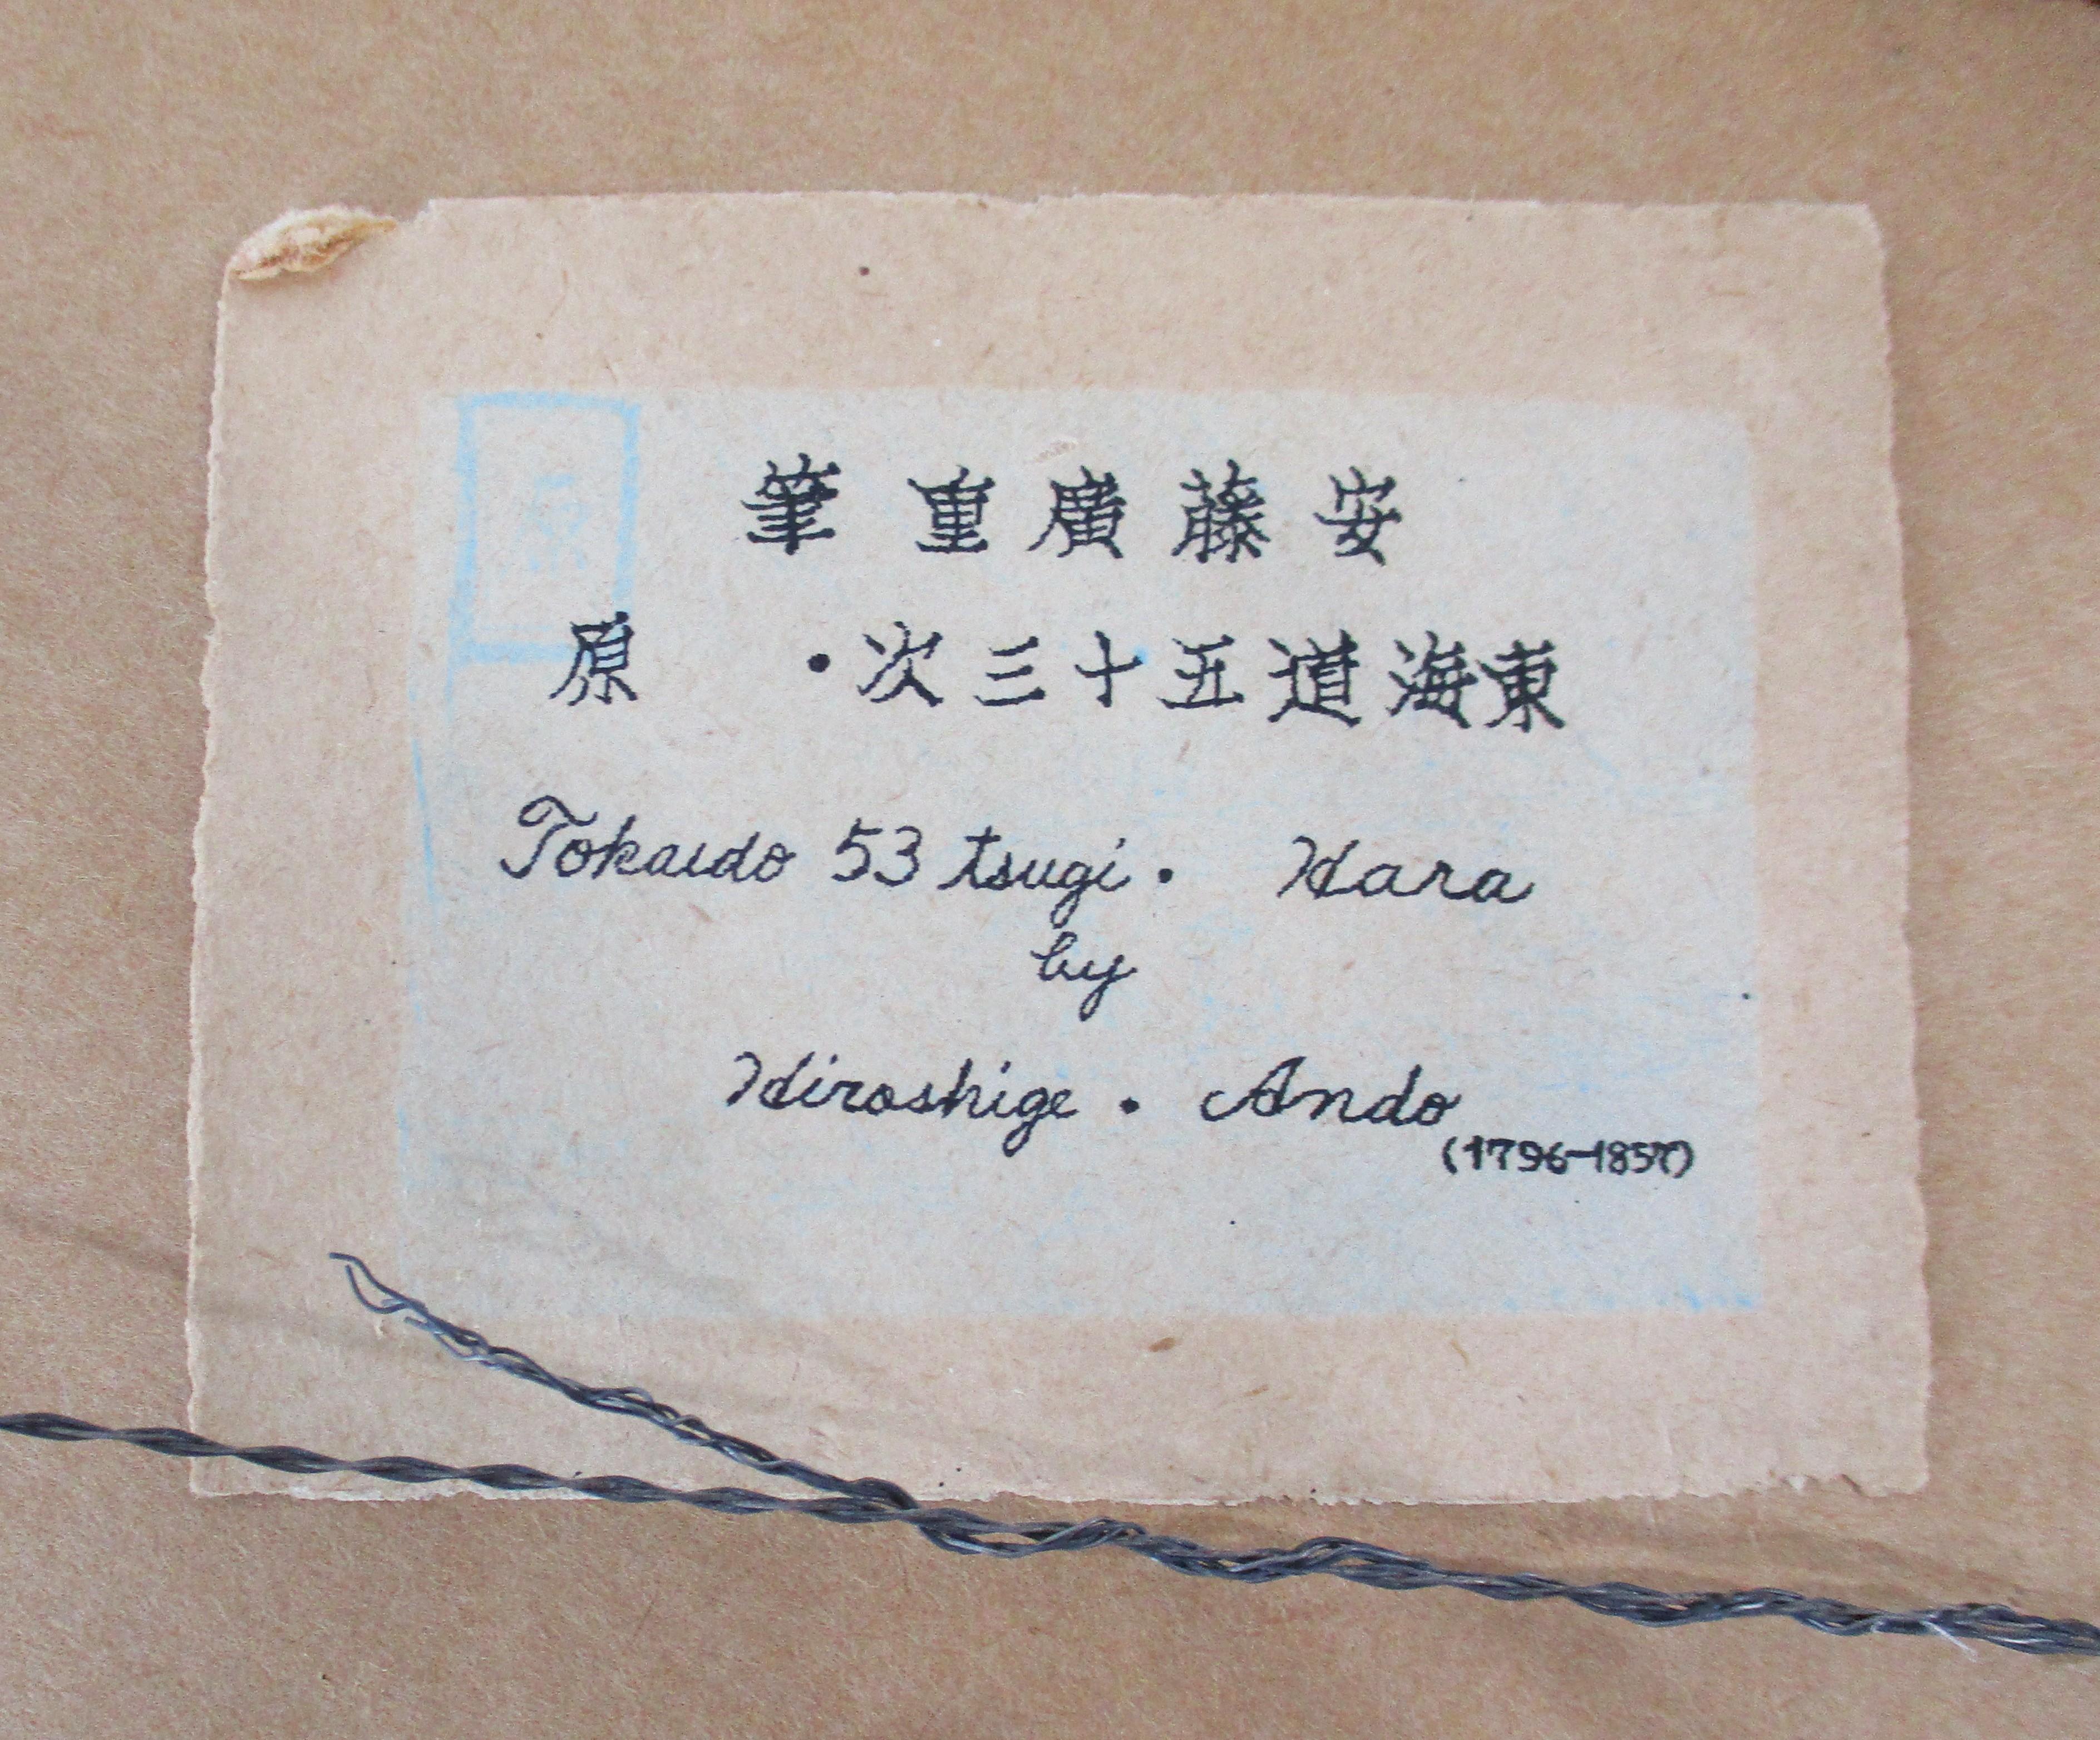 安藤廣重筆
東海道五十三次・ 原
Tokaido 53 tsugi・ Hara
by
Hiroshige・Ando
(1796-1857)